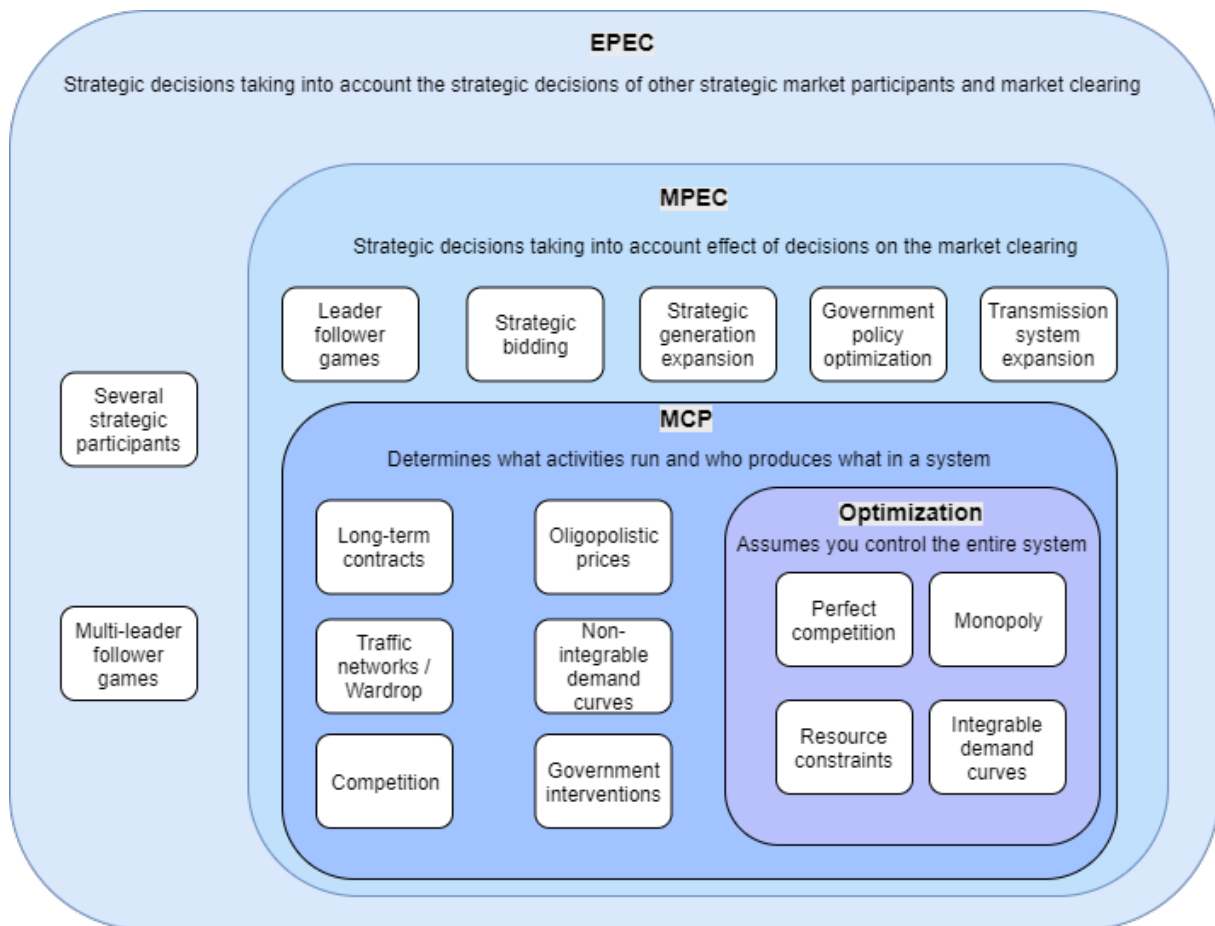 EPEC
Strategic decisions taking into account the strategic decisions of other strategic market participants and market clearing
MPEC
Strategic decisions taking into account effect of decisions on the market clearing
Leader
follower
games
Strategic
bidding
Strategic
generation
expansion
Government
policy
optimization
Transmission
system
expansion
Several
strategic
participants
Multi-leader
follower
games
MCP
Determines what activities run and who produces what in a system
Long-term
contracts
Oligopolistic
prices
Traffic
networks /
Wardrop
Non-
integrable
demand
curves
Competition
Government
interventions
Optimization
Assumes you control the entire system
Perfect
competition
Monopoly
Resource
constraints
Integrable
demand
curves